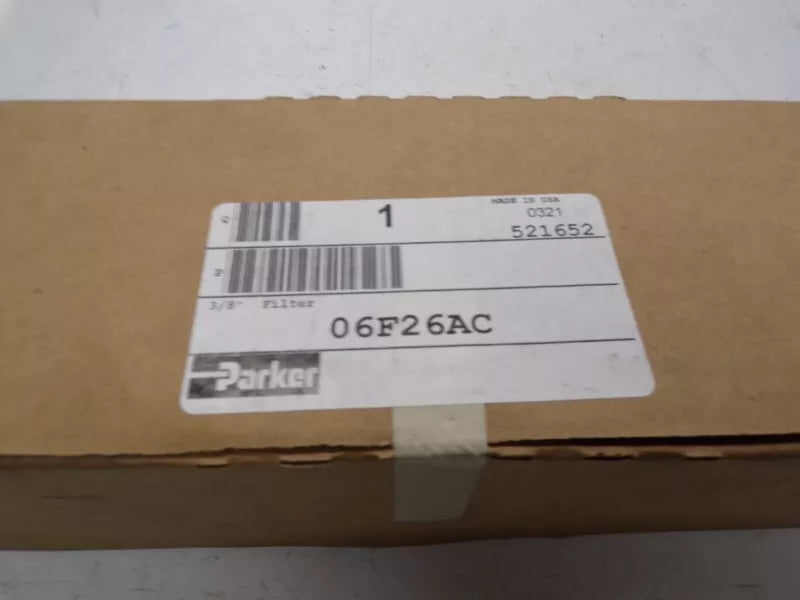 Q 1 MADE IN USA
0321
521652
P
3/8" Filter
06F26AC
Parker